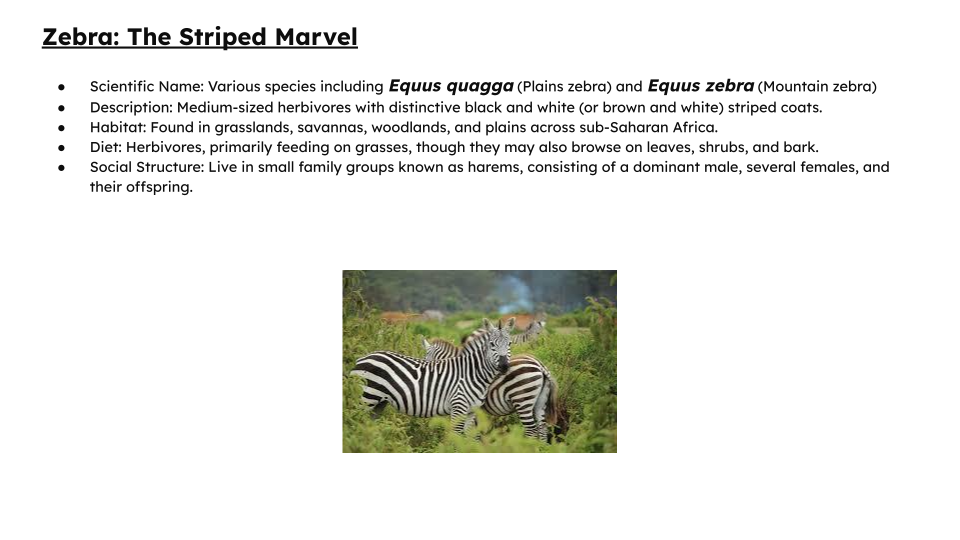 Zebra: The Striped Marvel
● Scientific Name: Various species including Equus quagga (Plains zebra) and Equus zebra (Mountain zebra)
● Description: Medium-sized herbivores with distinctive black and white (or brown and white) striped coats.
● Habitat: Found in grasslands, savannas, woodlands, and plains across sub-Saharan Africa.
● Diet: Herbivores, primarily feeding on grasses, though they may also browse on leaves, shrubs, and bark.
● Social Structure: Live in small family groups known as harems, consisting of a dominant male, several females, and
their offspring.